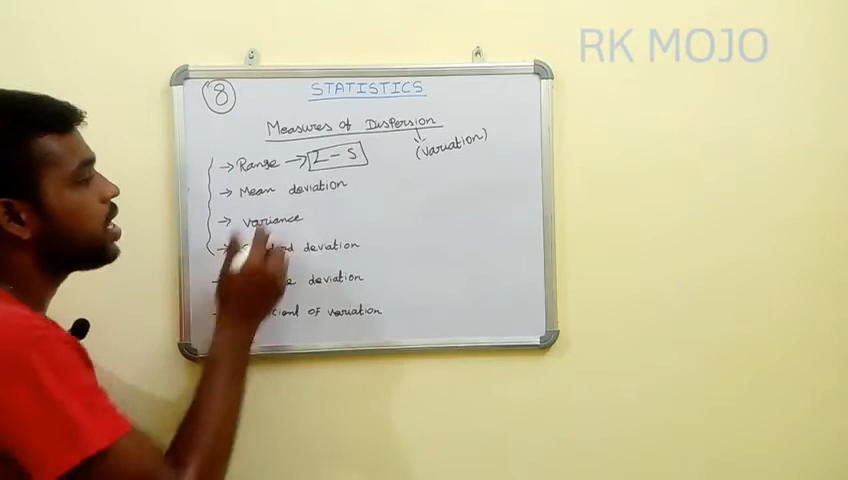 RK MOJO
8 STATISTICS
Measures of Dispersion
(variation)
→ Range → L - S
→ Mean deviation
→ variance
→ deviation
deviation
of variation